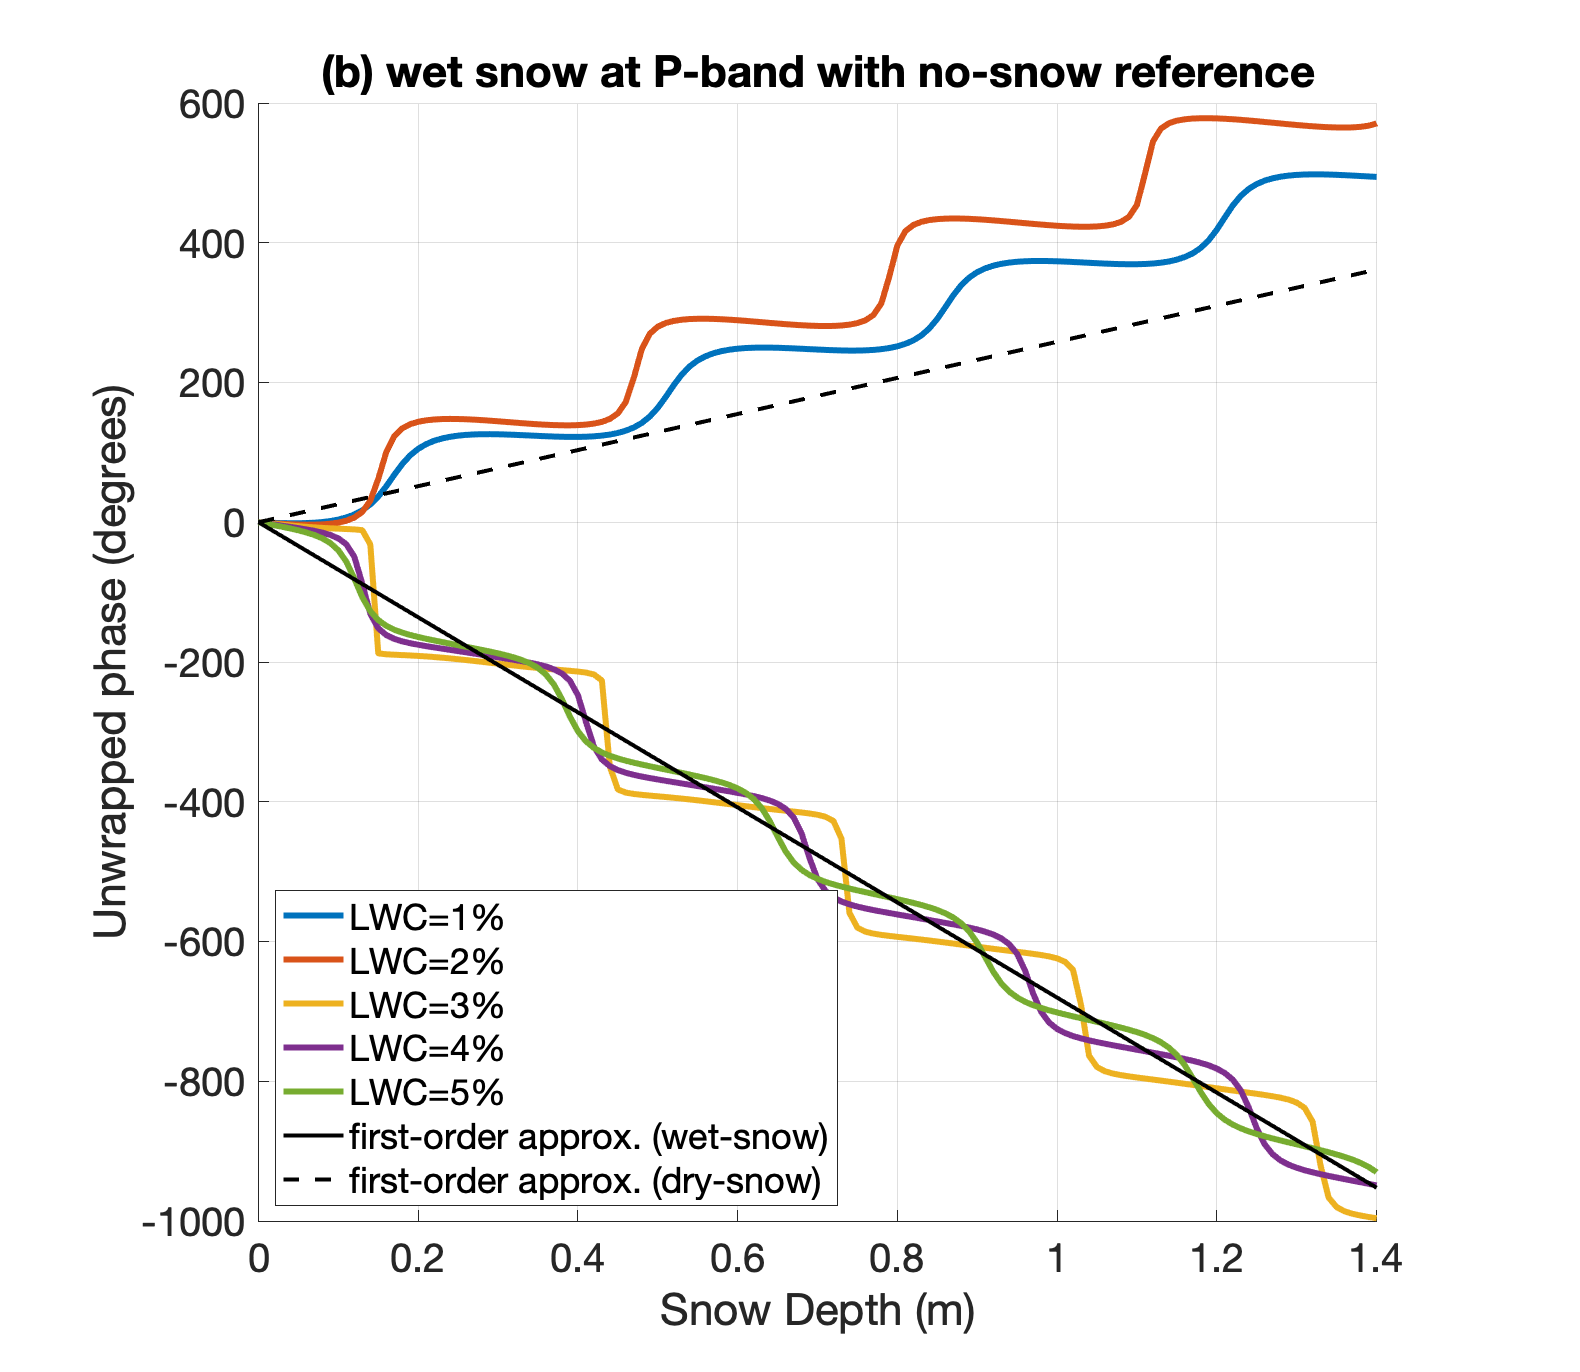 (b) wet snow at P-band with no-snow reference
600
400
200
0
-200
-400
-600
-800
-1000
Unwrapped phase (degrees)
LWC=1%
LWC=2%
LWC=3%
LWC=4%
LWC=5%
first-order approx. (wet-snow)
first-order approx. (dry-snow)
0 0.2 0.4 0.6 0.8 1 1.2 1.4
Snow Depth (m)